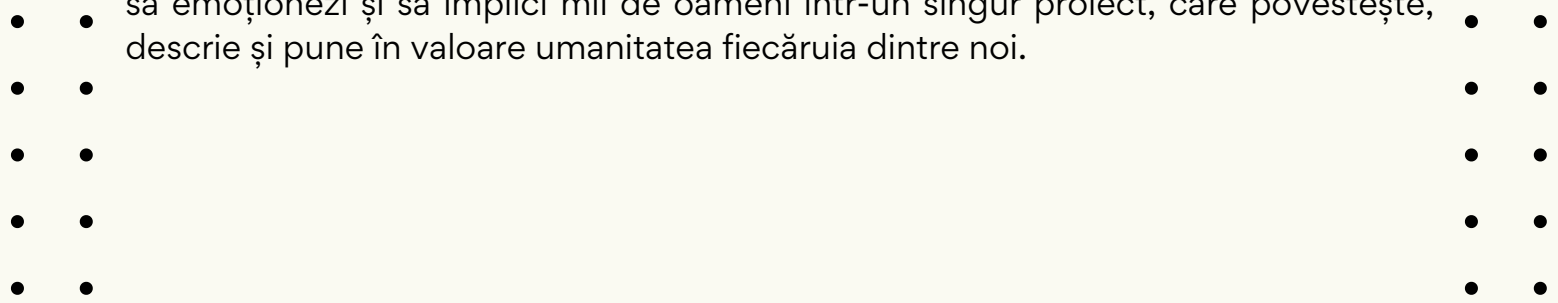 să emoționezi și să implici mii de oameni într-un singur proiect, care povestește,
descrie și pune în valoare umanitatea fiecăruia dintre noi.